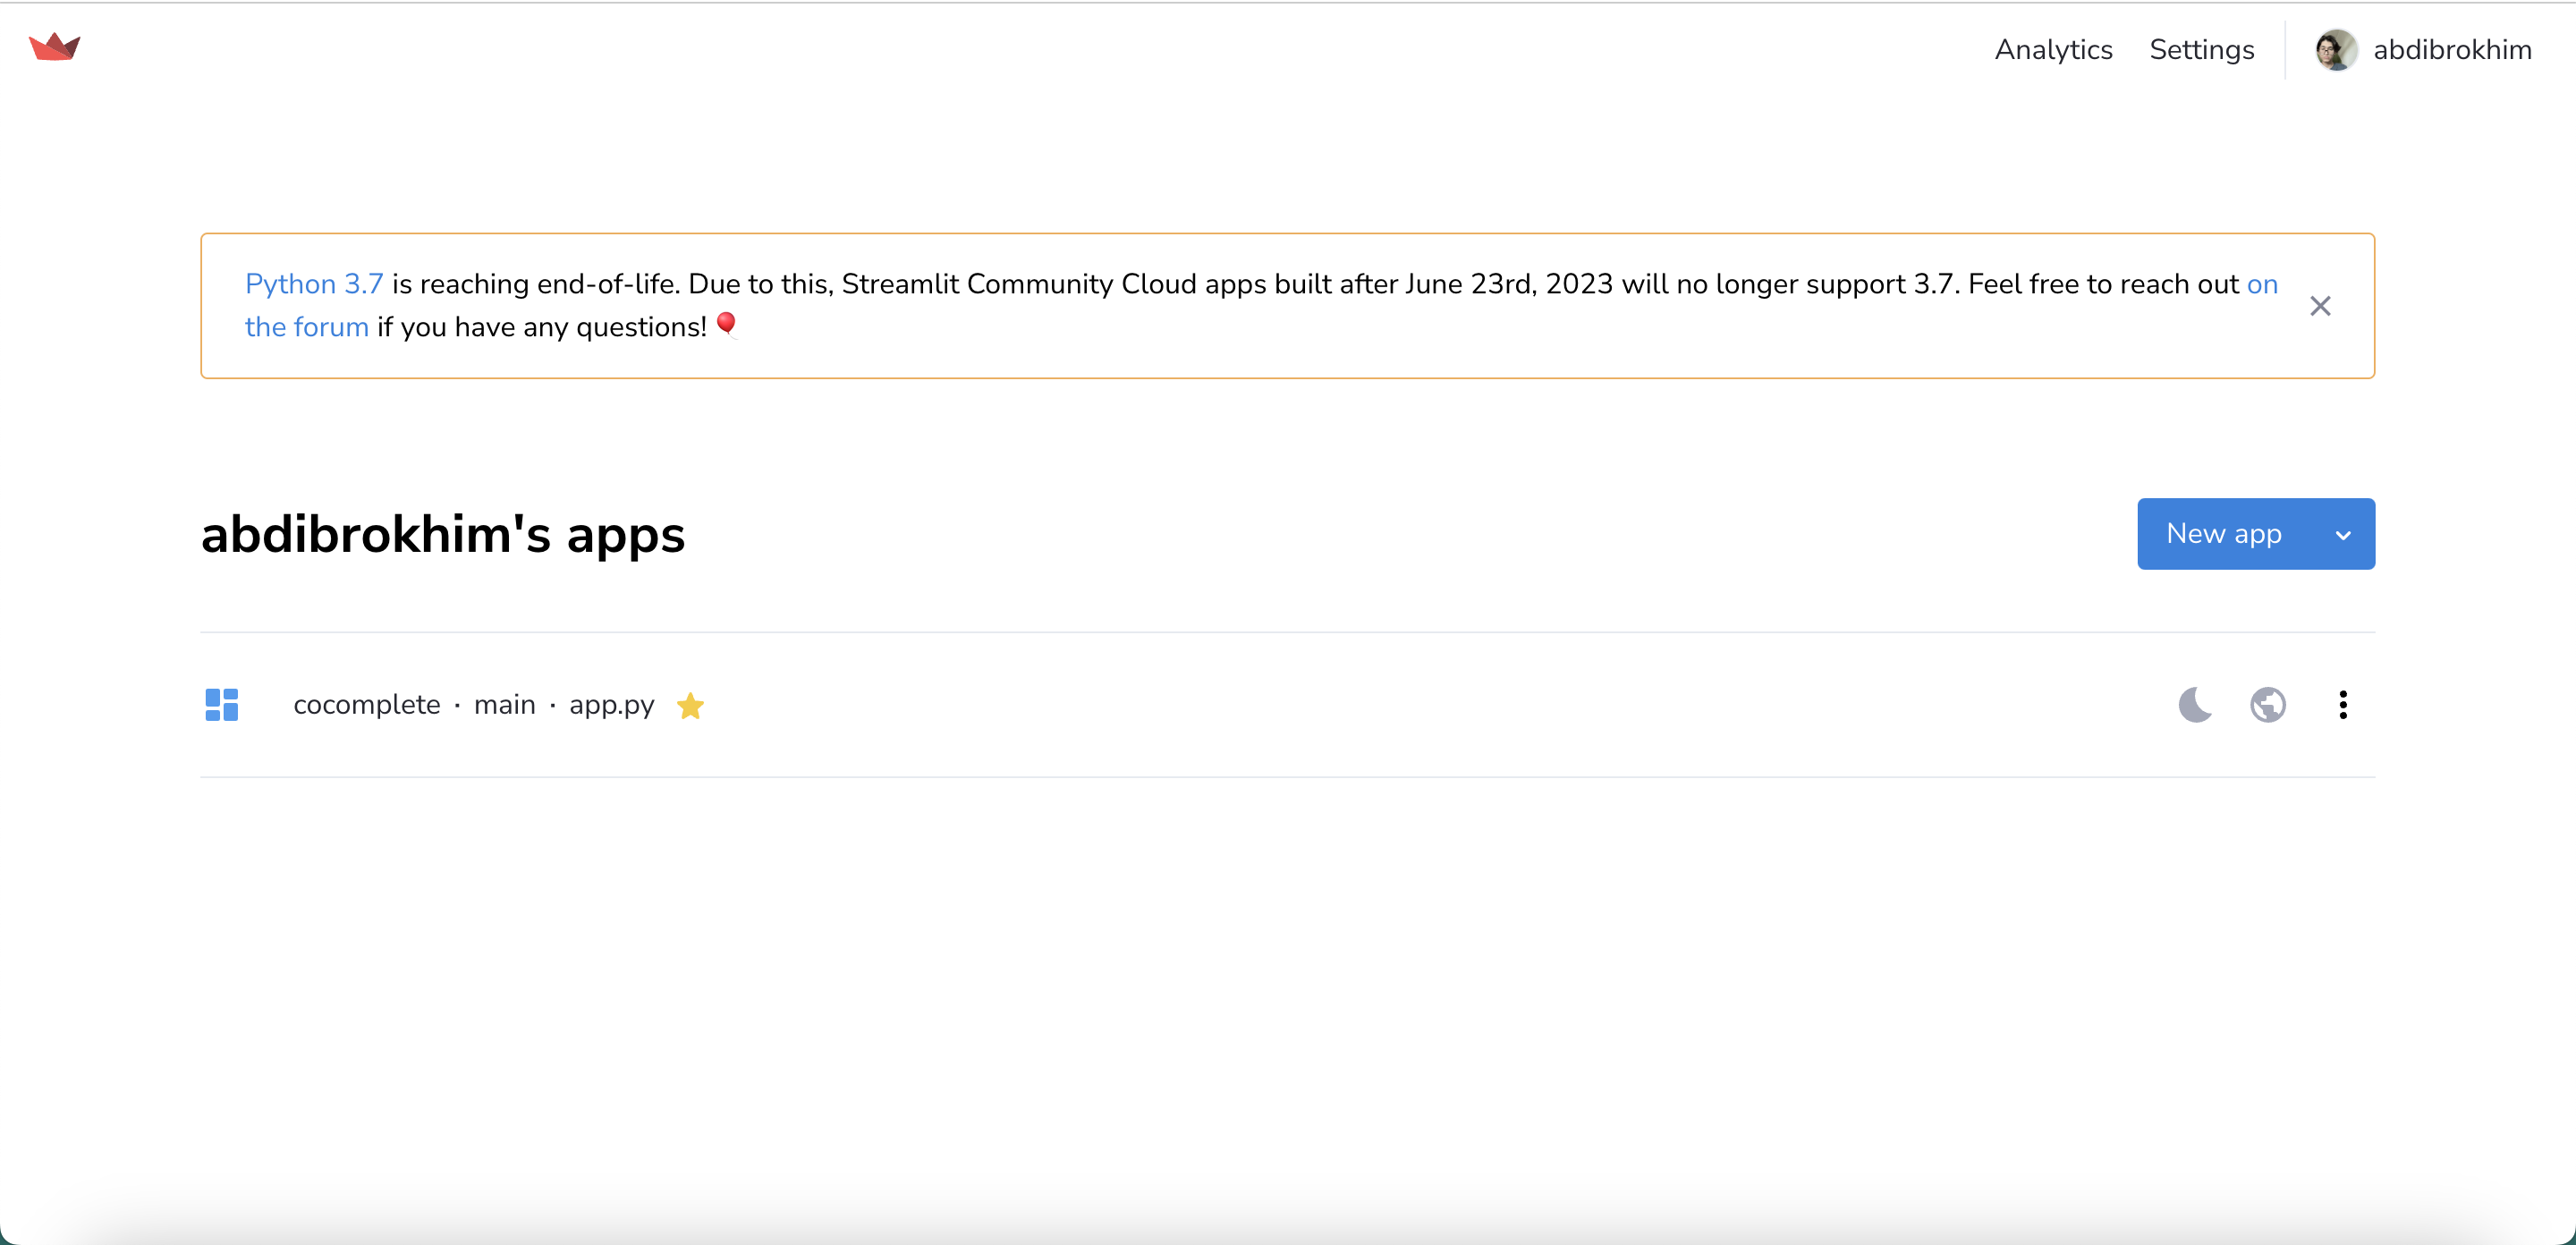 Analytics Settings abdibrokhim
Python 3.7 is reaching end-of-life. Due to this, Streamlit Community Cloud apps built after June 23rd, 2023 will no longer support 3.7. Feel free to reach out on
the forum if you have any questions! 🎈
abdibrokhim's apps
New app
cocomplete · main · app.py